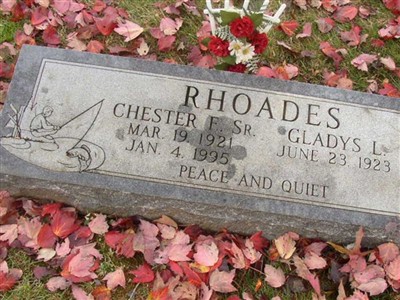 RHOADES
CHESTER F. SR.
MAR. 19, 1921
JAN. 4, 1995
GLADYS L.
JUNE 23, 1923
PEACE AND QUIET